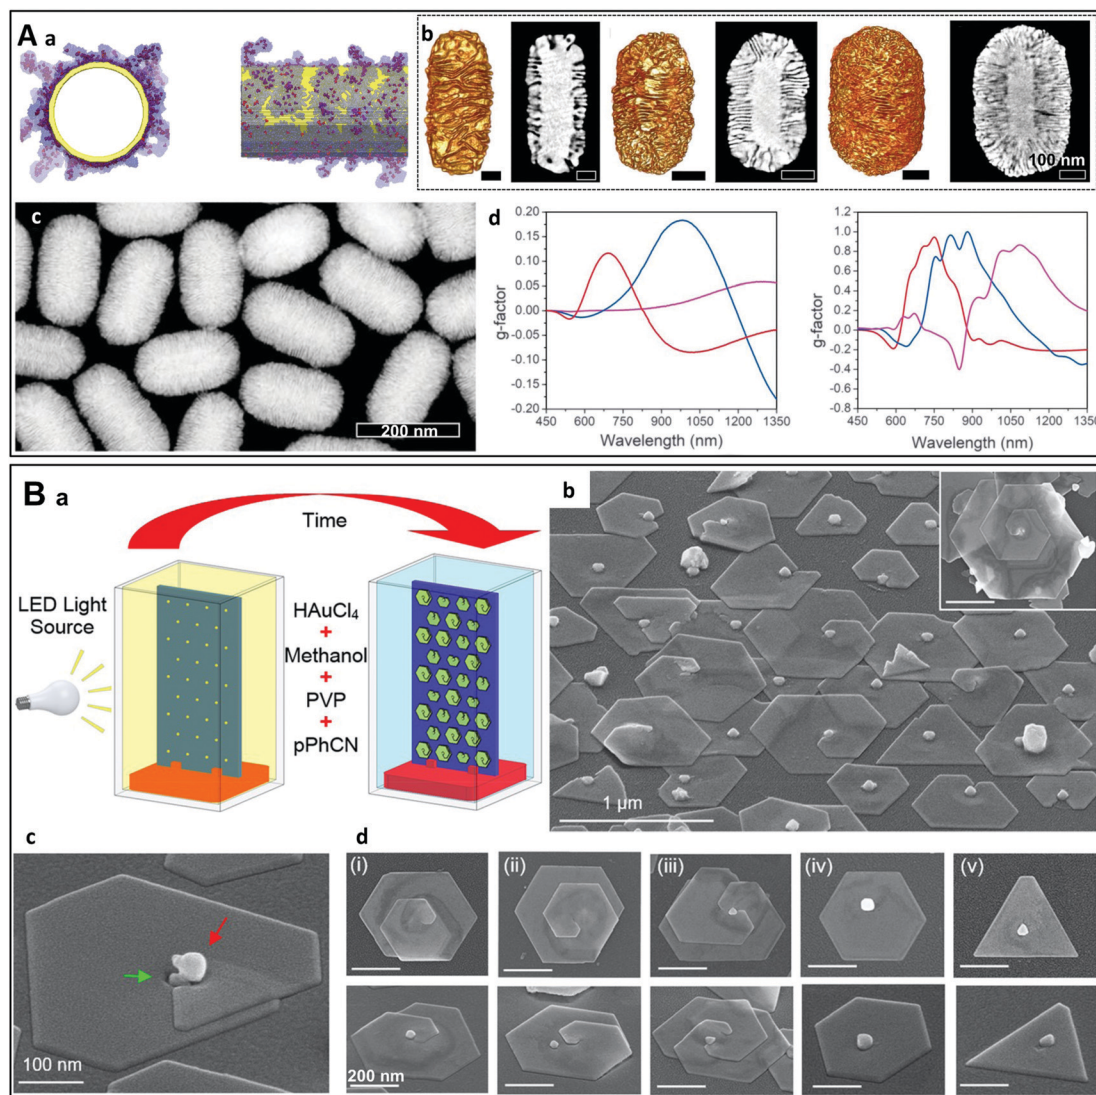 A a
b
100 nm
c
200 nm
d
0.20
0.15
0.10
0.05
0.00
-0.05
-0.10
-0.15
-0.20
g-factor
450 600 750 900 1050 1200 1350
Wavelength (nm)
1.2
1.0
0.8
0.6
0.4
0.2
0.0
-0.2
-0.4
-0.6
-0.8
g-factor
450 600 750 900 1050 1200 1350
Wavelength (nm)
B a
Time
LED Light
Source
HAuCl4
+
Methanol
+
PVP
+
pPhCN
b
1 μm
c
100 nm
d
(i) (ii) (iii) (iv) (v)
200 nm